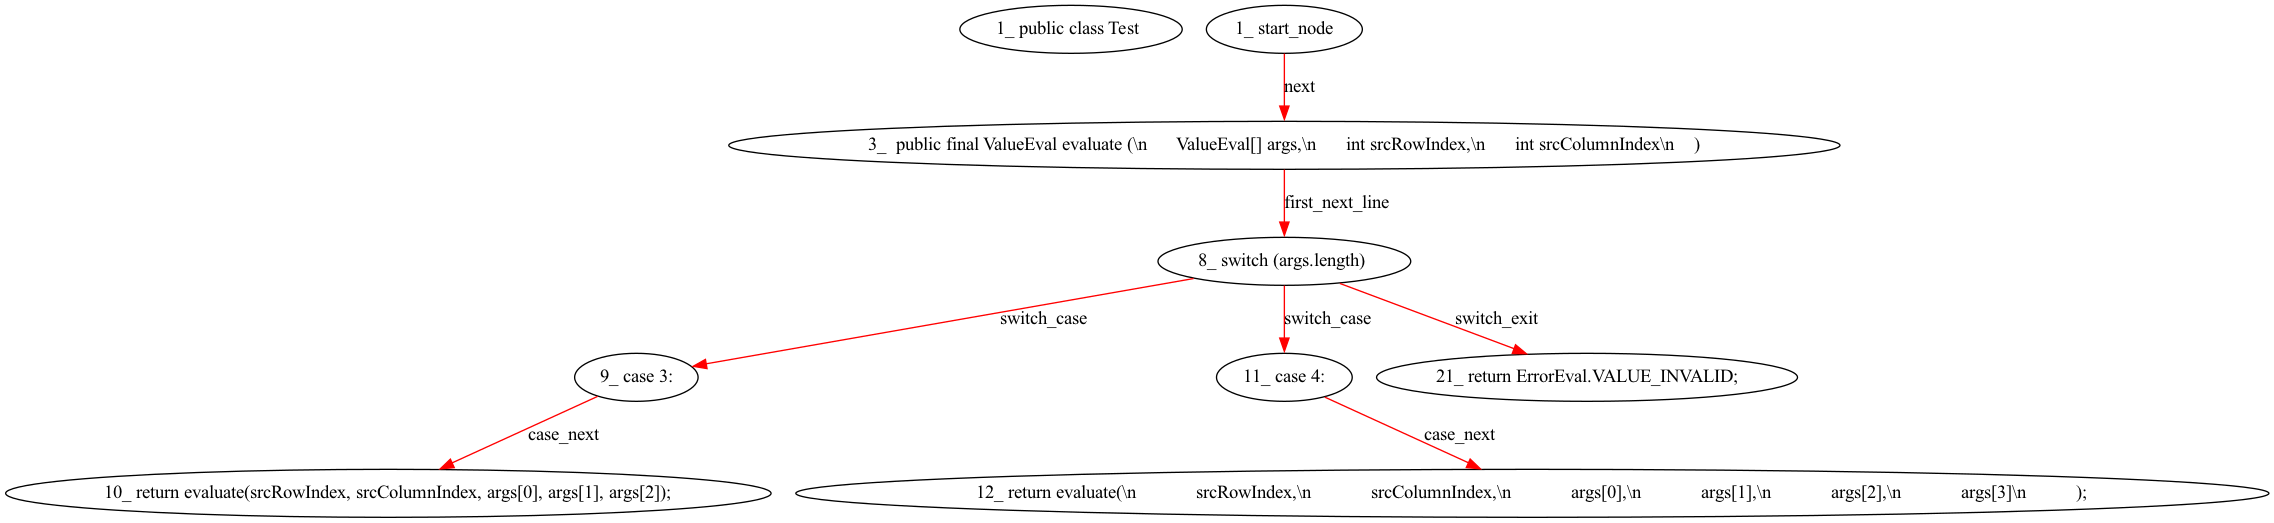 1_ public class Test
1_ start_node
next
3_  public final ValueEval evaluate (\n      ValueEval[] args,\n      int srcRowIndex,\n      int srcColumnIndex\n    )
first_next_line
8_ switch (args.length)
switch_case
switch_case
switch_exit
9_ case 3:
11_ case 4:
21_ return ErrorEval.VALUE_INVALID;
case_next
case_next
10_ return evaluate(srcRowIndex, srcColumnIndex, args[0], args[1], args[2]);
12_ return evaluate(\n            srcRowIndex,\n            srcColumnIndex,\n            args[0],\n            args[1],\n            args[2],\n            args[3]\n          );